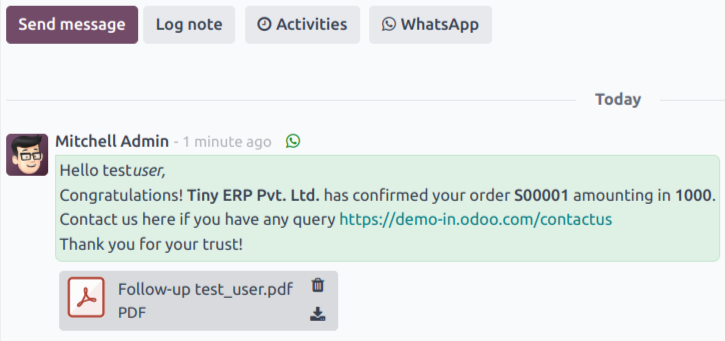 Send message Log note Activities WhatsApp
Today
Mitchell Admin - 1 minute ago
Hello testuser,
Congratulations! Tiny ERP Pvt. Ltd. has confirmed your order S00001 amounting in 1000.
Contact us here if you have any query https://demo-in.odoo.com/contactus
Thank you for your trust!
Follow-up test_user.pdf
PDF